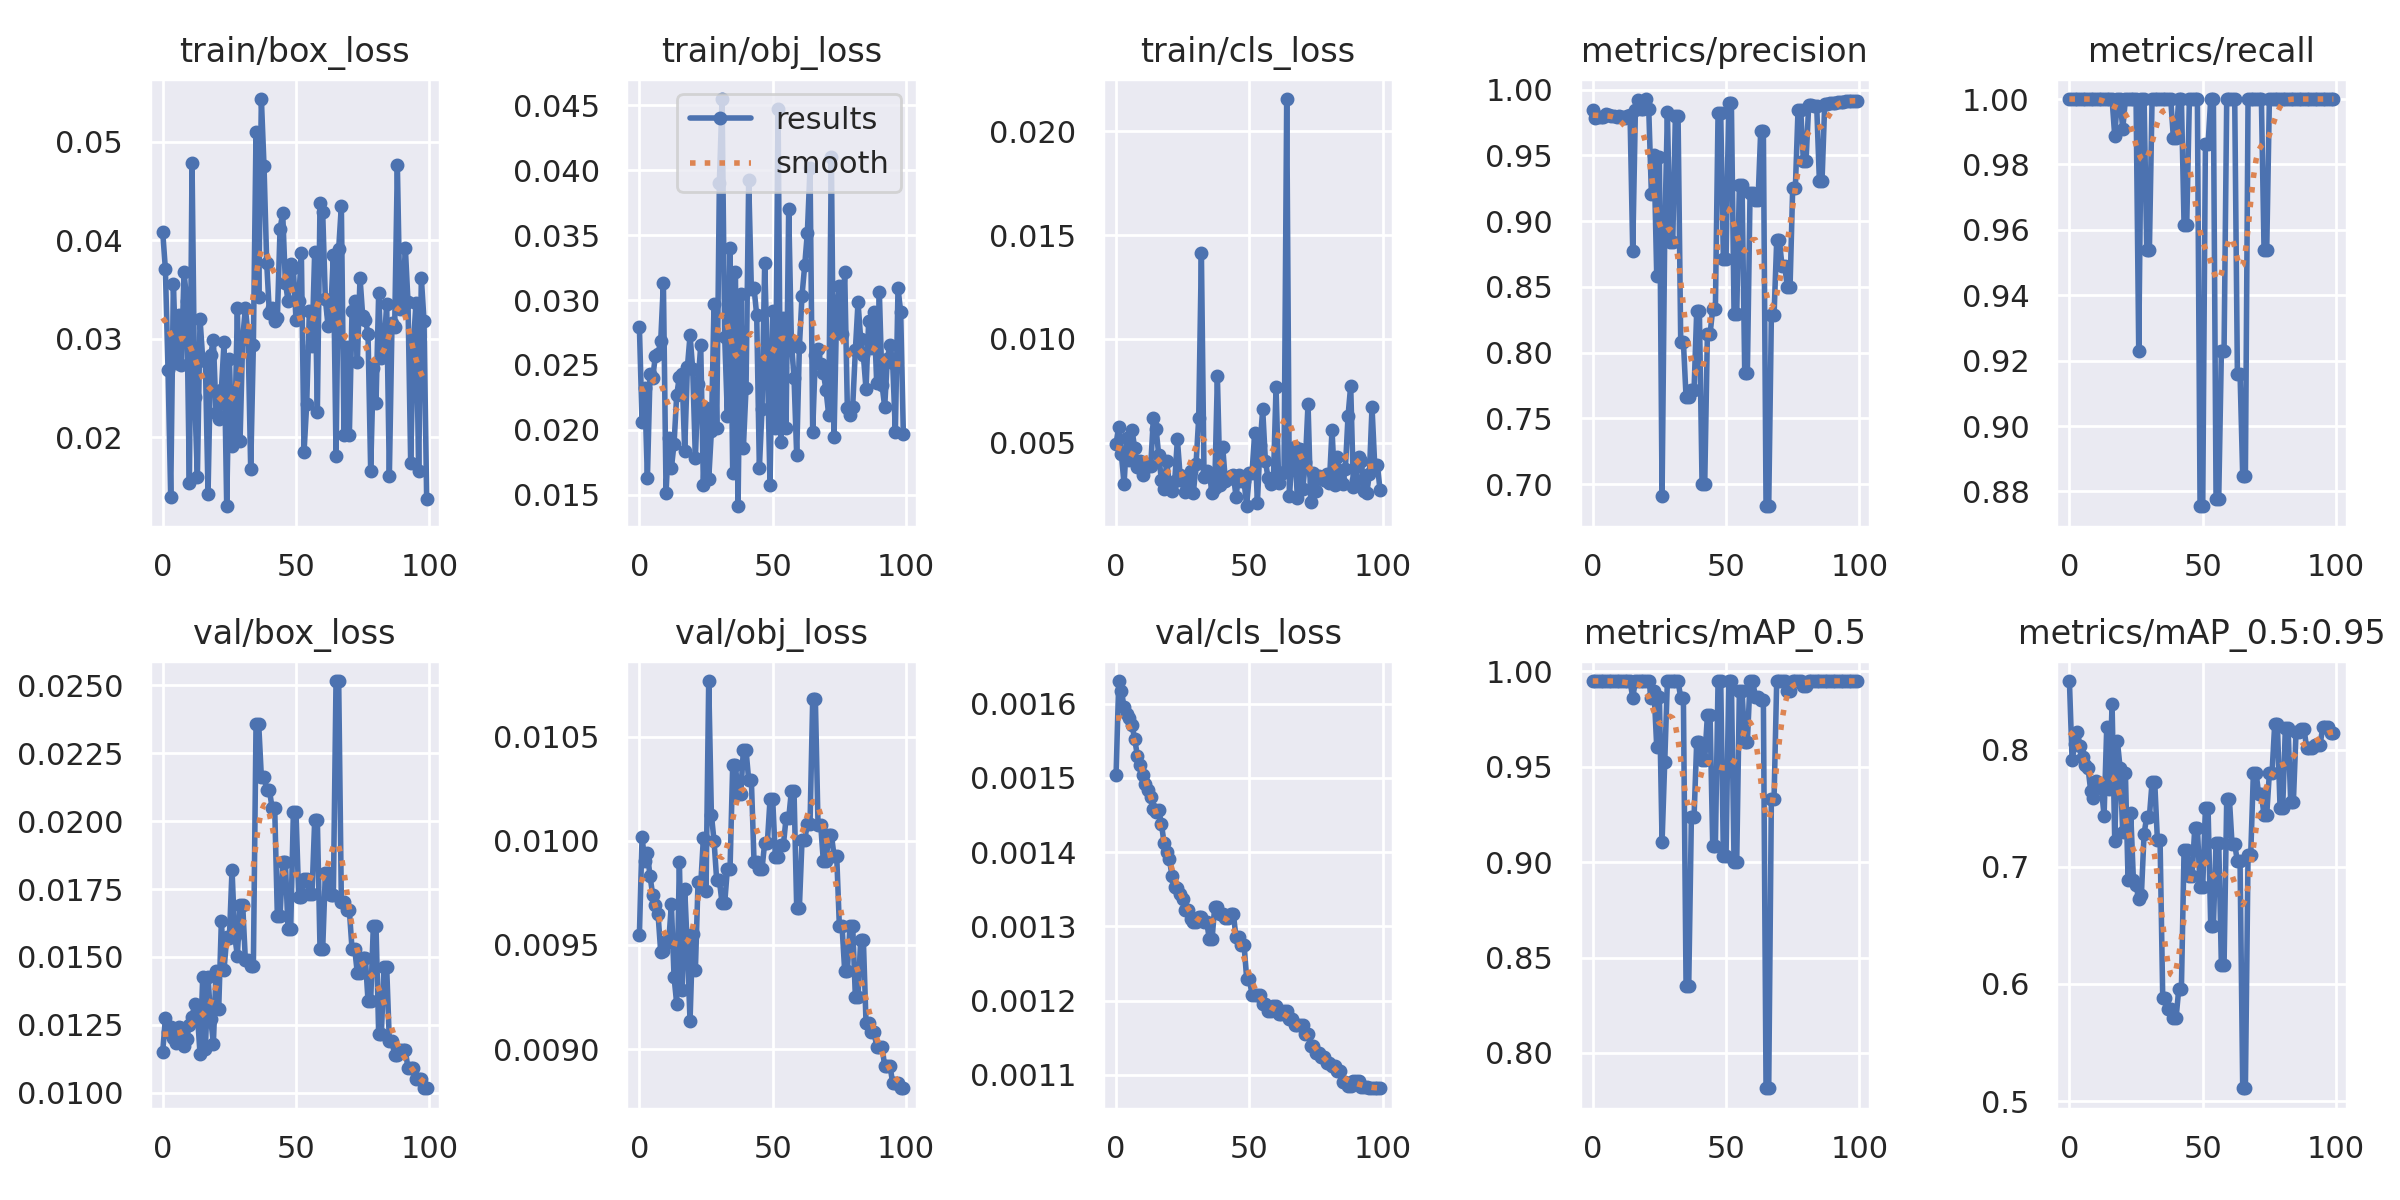 train/box_loss
train/obj_loss
train/cls_loss
metrics/precision
metrics/recall
0.05
0.04
0.03
0.02
0 50 100
0.045
0.040
0.035
0.030
0.025
0.020
0.015
results
smooth
0 50 100
0.020
0.015
0.010
0.005
0 50 100
1.00
0.95
0.90
0.85
0.80
0.75
0.70
0 50 100
1.00
0.98
0.96
0.94
0.92
0.90
0.88
0 50 100
val/box_loss
val/obj_loss
val/cls_loss
metrics/mAP_0.5
metrics/mAP_0.5:0.95
0.0250
0.0225
0.0200
0.0175
0.0150
0.0125
0.0100
0 50 100
0.0105
0.0100
0.0095
0.0090
0 50 100
0.0016
0.0015
0.0014
0.0013
0.0012
0.0011
0 50 100
1.00
0.95
0.90
0.85
0.80
0 50 100
0.8
0.7
0.6
0.5
0 50 100